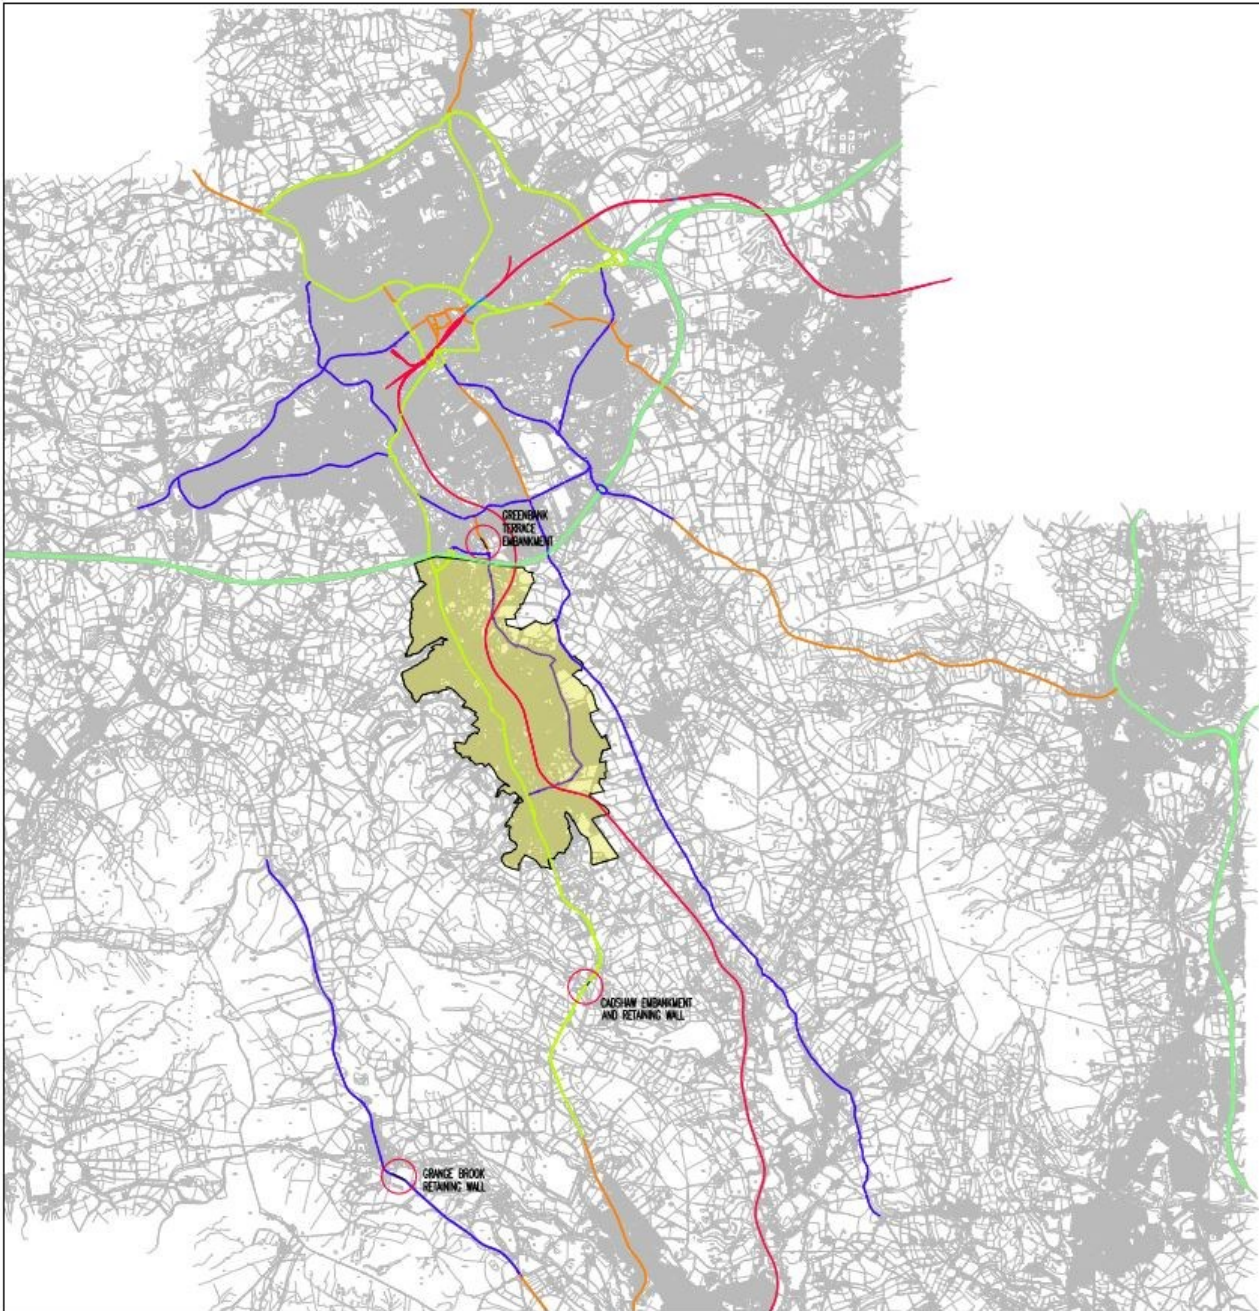 GREENBANK
TERRACE
EMBANKMENT
CADSHAW EMBANKMENT
AND RETAINING WALL
GRANGE BROOK
RETAINING WALL